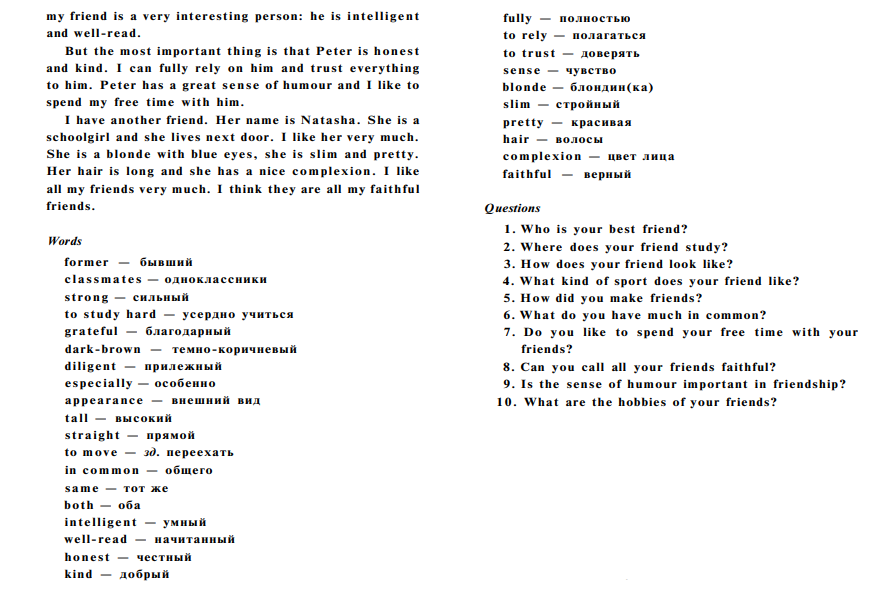 my friend is a very interesting person: he is intelligent
and well-read.
But the most important thing is that Peter is honest
and kind. I can fully rely on him and trust everything
to him. Peter has a great sense of humour and I like to
spend my free time with him.
I have another friend. Her name is Natasha. She is a
schoolgirl and she lives next door. I like her very much.
She is a blonde with blue eyes, she is slim and pretty.
Her hair is long and she has a nice complexion. I like
all my friends very much. I think they are all my faithful
friends.
Words
former — бывший
classmates — одноклассники
strong — сильный
to study hard — усердно учиться
grateful — благодарный
dark-brown — темно-коричневый
diligent — прилежный
especially — особенно
appearance — внешний вид
tall — высокий
straight — прямой
to move — зд. переехать
in common — общего
same — тот же
both — оба
intelligent — умный
well-read — начитанный
honest — честный
kind — добрый
fully — полностью
to rely — полагаться
to trust — доверять
sense — чувство
blonde — блондин(ка)
slim — стройный
pretty — красивая
hair — волосы
complexion — цвет лица
faithful — верный
Questions
1. Who is your best friend?
2. Where does your friend study?
3. How does your friend look like?
4. What kind of sport does your friend like?
5. How did you make friends?
6. What do you have much in common?
7. Do you like to spend your free time with your
friends?
8. Can you call all your friends faithful?
9. Is the sense of humour important in friendship?
10. What are the hobbies of your friends?